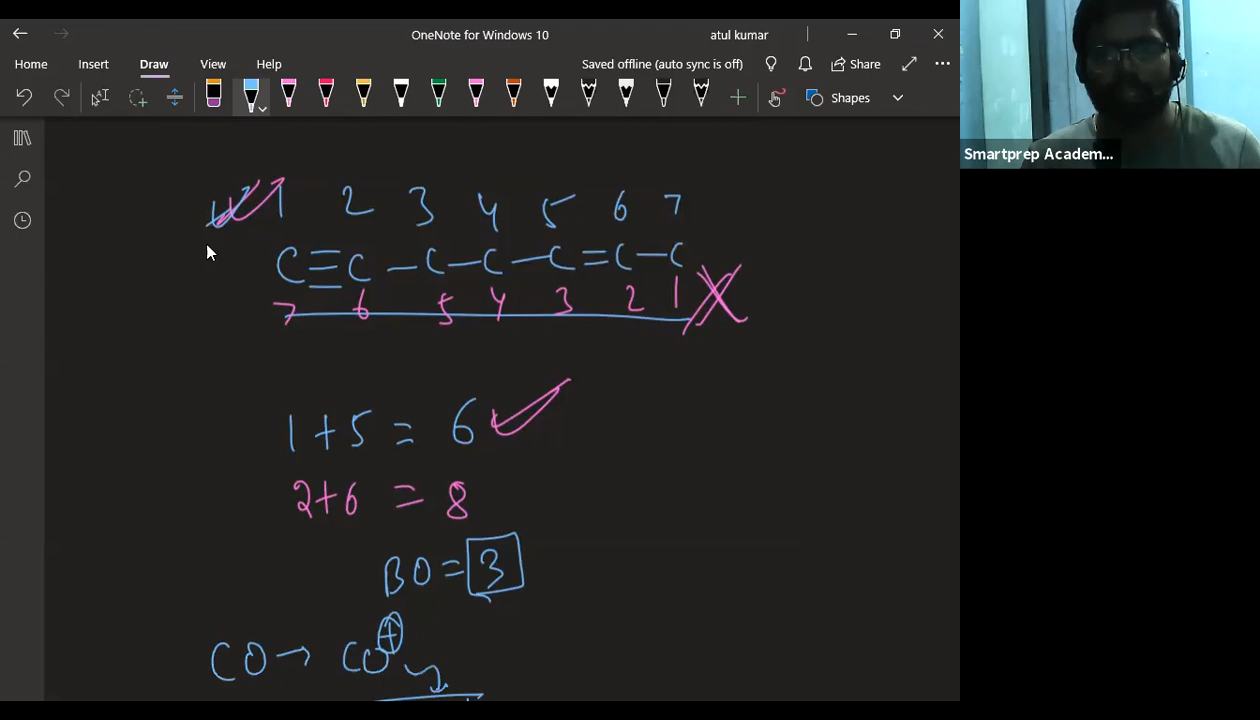 OneNote for Windows 10
atul kumar
Home Insert Draw View Help
Saved offline (auto sync is off)
Share
Shapes
Smartprep Academ...
1 2 3 4 5 6 7
C≡C—C—C—C=C—C
7 6 5 4 3 2 1
1+5 = 6
2+6 = 8
BO = 3
CO → CO⊕